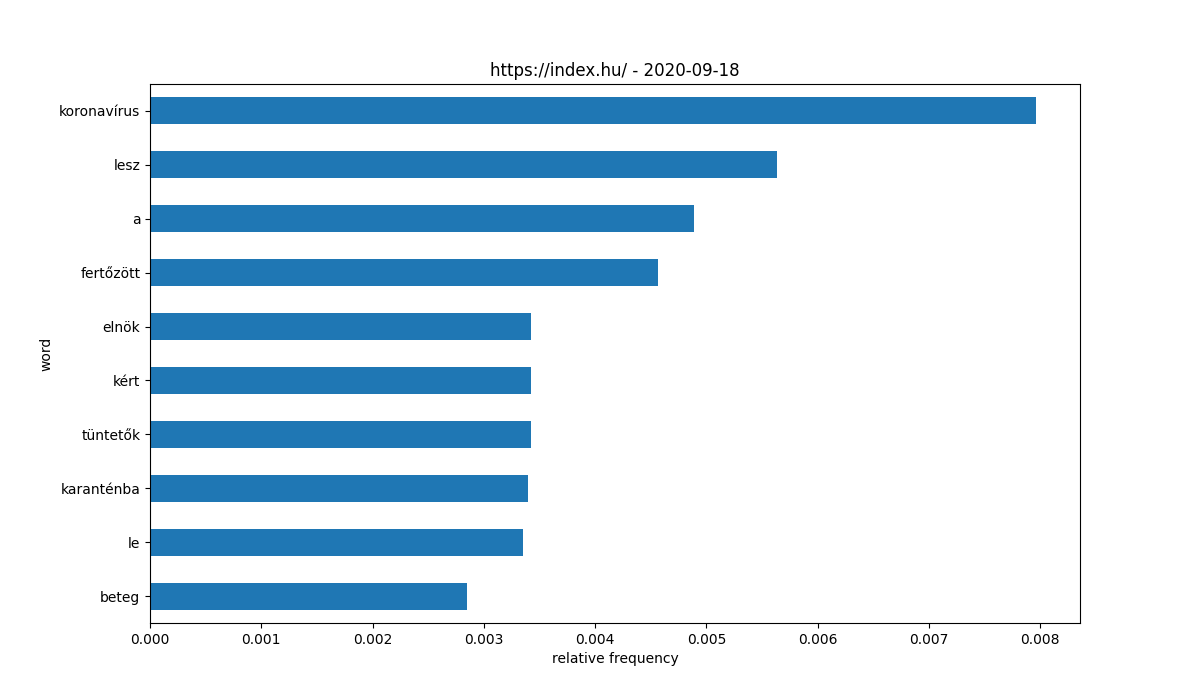 https://index.hu/ - 2020-09-18
koronavírus
lesz
a
fertőzött
elnök
kért
tüntetők
karanténba
le
beteg
word
0.000 0.001 0.002 0.003 0.004 0.005 0.006 0.007 0.008
relative frequency